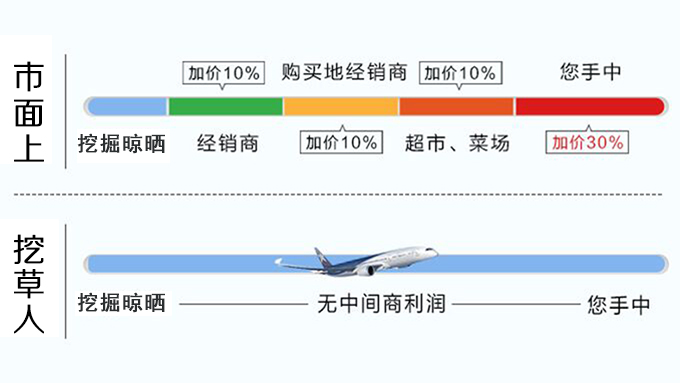 市面上
加价10%
购买地经销商
加价10%
您手中
挖掘晾晒
经销商
加价10%
超市、菜场
加价30%
挖草人
挖掘晾晒
无中间商利润
您手中